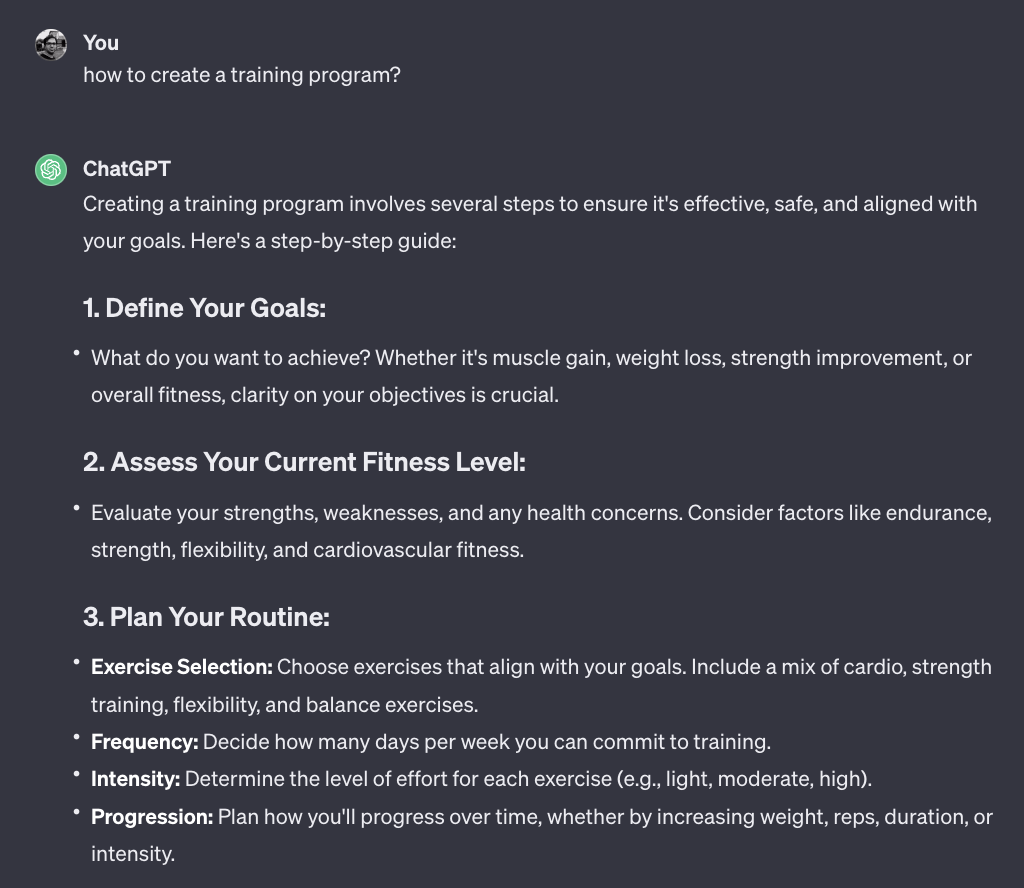 You
how to create a training program?
ChatGPT
Creating a training program involves several steps to ensure it's effective, safe, and aligned with
your goals. Here's a step-by-step guide:
1. Define Your Goals:
• What do you want to achieve? Whether it's muscle gain, weight loss, strength improvement, or
overall fitness, clarity on your objectives is crucial.
2. Assess Your Current Fitness Level:
• Evaluate your strengths, weaknesses, and any health concerns. Consider factors like endurance,
strength, flexibility, and cardiovascular fitness.
3. Plan Your Routine:
• Exercise Selection: Choose exercises that align with your goals. Include a mix of cardio, strength
training, flexibility, and balance exercises.
• Frequency: Decide how many days per week you can commit to training.
• Intensity: Determine the level of effort for each exercise (e.g., light, moderate, high).
• Progression: Plan how you'll progress over time, whether by increasing weight, reps, duration, or
intensity.